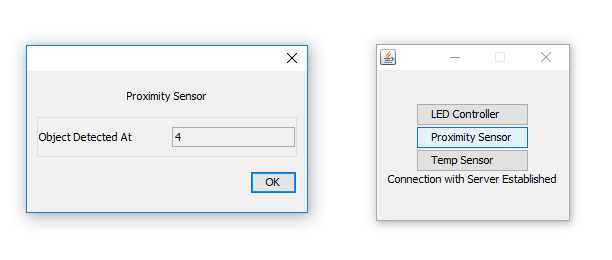 Proximity Sensor
Object Detected At 4
OK
LED Controller
Proximity Sensor
Temp Sensor
Connection with Server Established